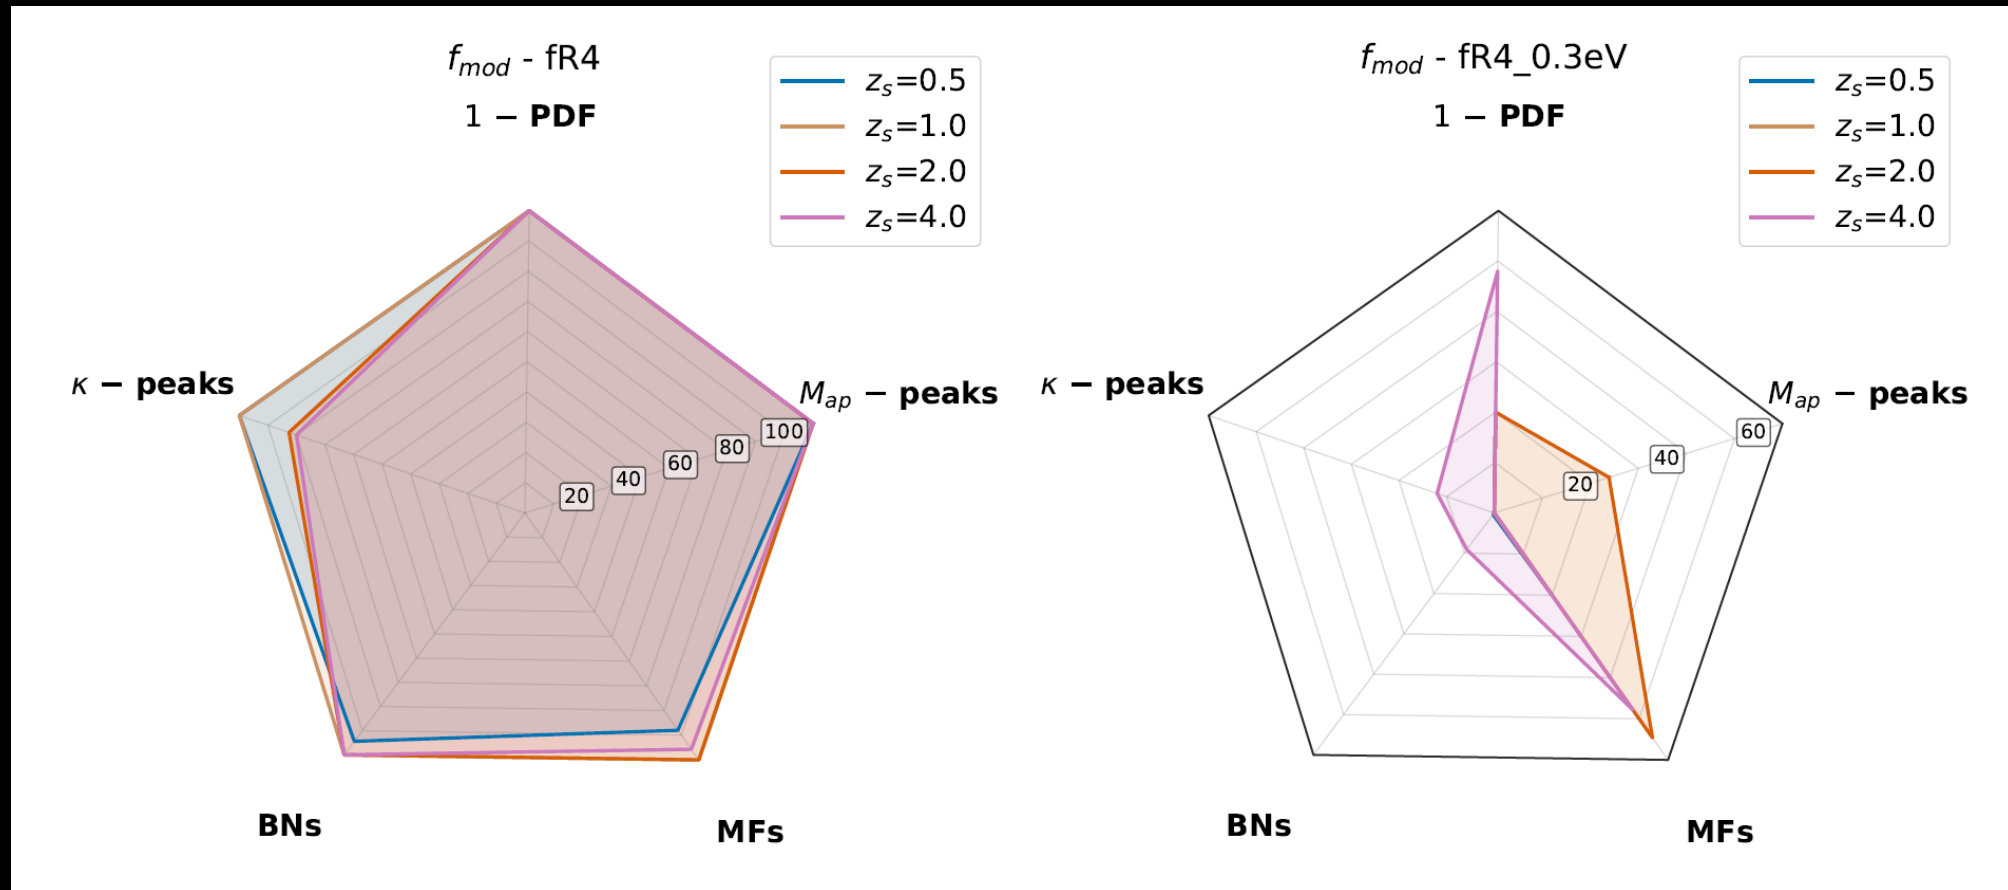 f_mod - fR4
1 − PDF
z_s=0.5
z_s=1.0
z_s=2.0
z_s=4.0
κ − peaks
M_ap − peaks
100
80
60
40
20
BNs
MFs
f_mod - fR4_0.3eV
1 − PDF
z_s=0.5
z_s=1.0
z_s=2.0
z_s=4.0
κ − peaks
M_ap − peaks
60
40
20
BNs
MFs